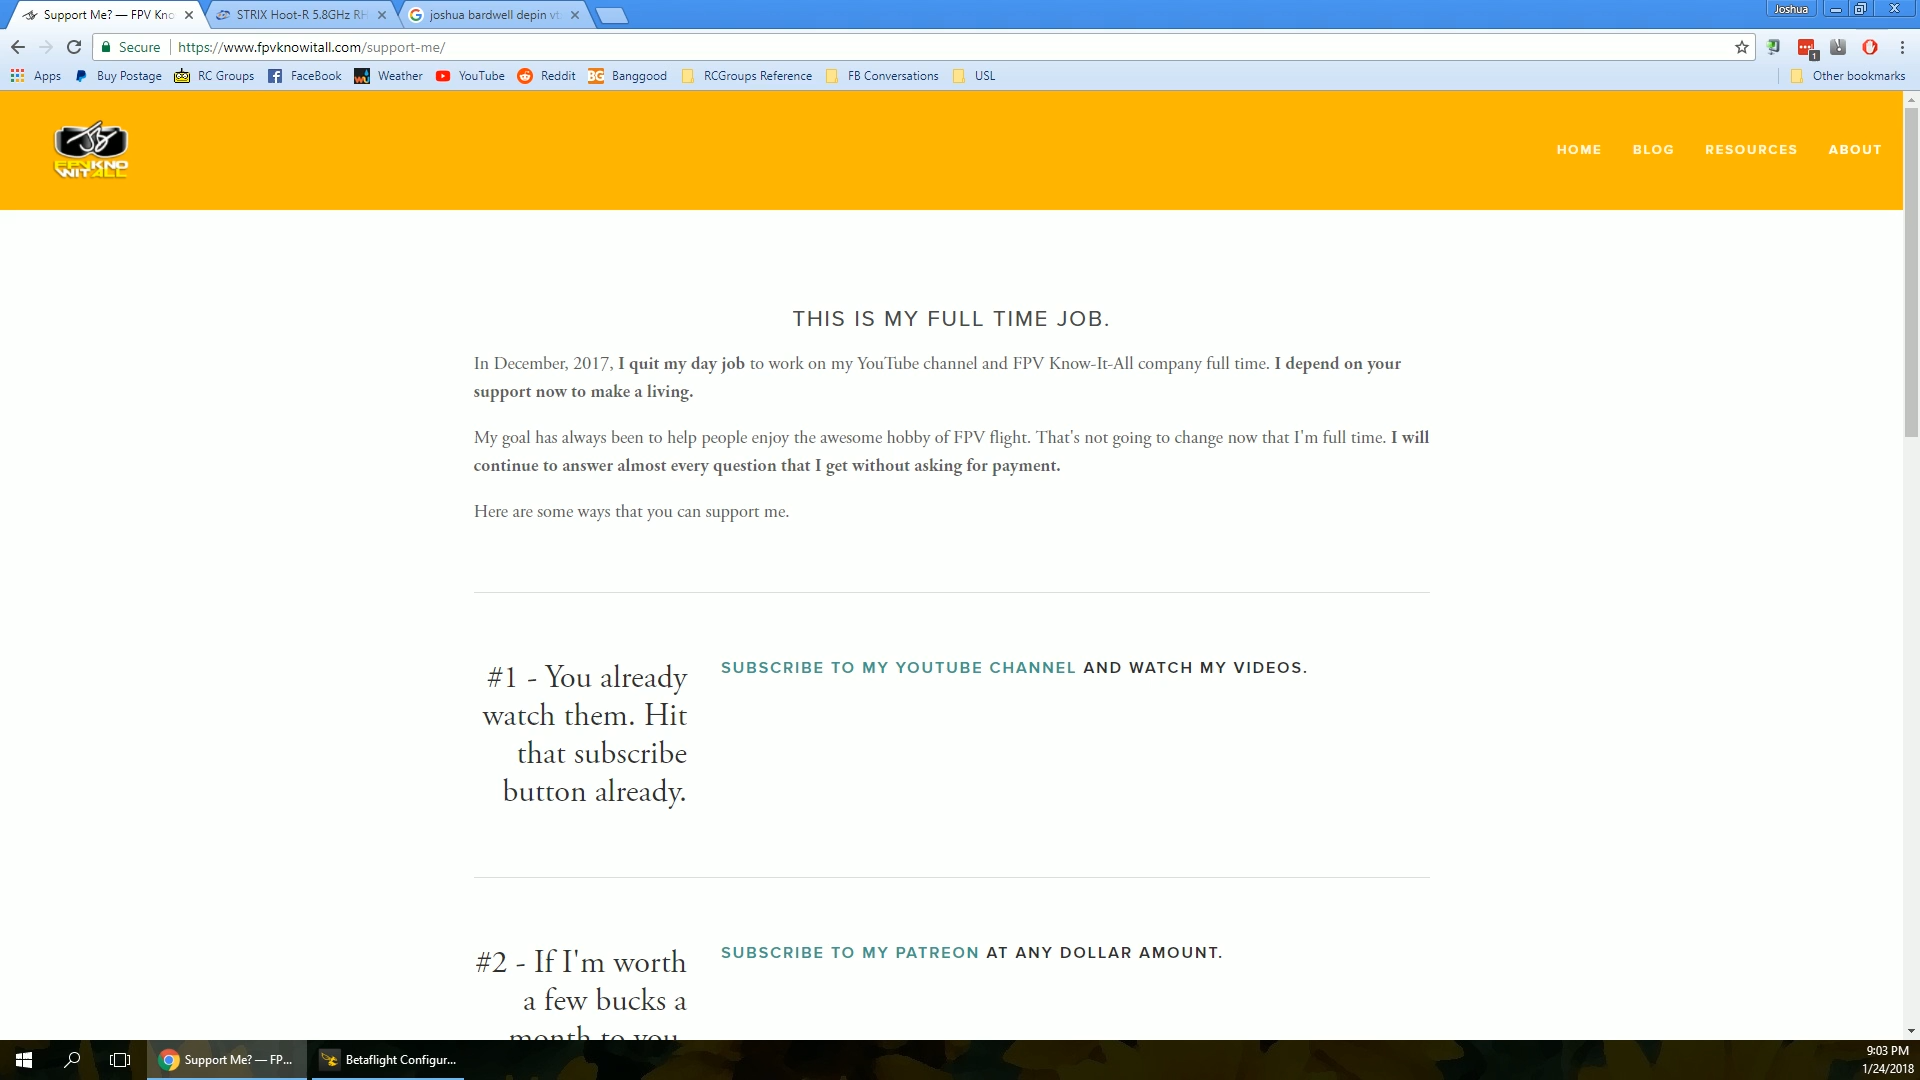 Support Me? — FPV Kno
STRIX Hoot-R 5.8GHz RH
joshua bardwell depin vt
Joshua
Secure
https://www.fpvknowitall.com/support-me/
1
Apps
Buy Postage
RC Groups
FaceBook
Weather
YouTube
Reddit
BG Banggood
RCGroups Reference
FB Conversations
USL
Other bookmarks
FPVKNO
WITALL
HOME
BLOG
RESOURCES
ABOUT
THIS IS MY FULL TIME JOB.
In December, 2017, I quit my day job to work on my YouTube channel and FPV Know-It-All company full time. I depend on your
support now to make a living.
My goal has always been to help people enjoy the awesome hobby of FPV flight. That's not going to change now that I'm full time. I will
continue to answer almost every question that I get without asking for payment.
Here are some ways that you can support me.
#1 - You already
watch them. Hit
that subscribe
button already.
SUBSCRIBE TO MY YOUTUBE CHANNEL AND WATCH MY VIDEOS.
#2 - If I'm worth
a few bucks a
month to you,
SUBSCRIBE TO MY PATREON AT ANY DOLLAR AMOUNT.
Support Me? — FP...
Betaflight Configur...
9:03 PM
1/24/2018